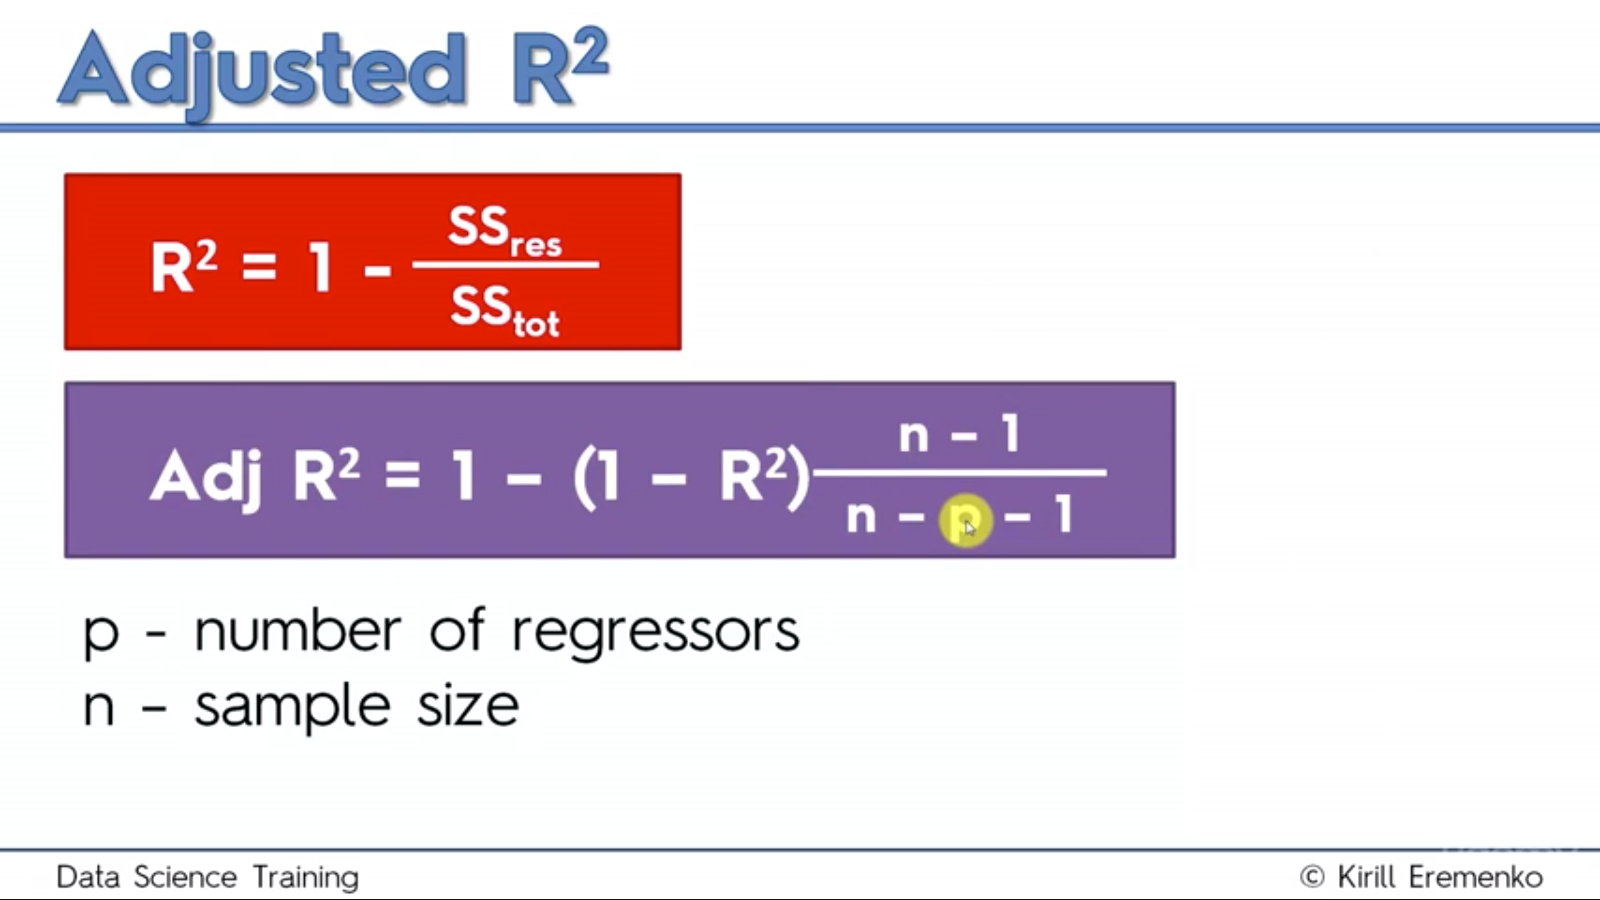 Adjusted R²
R² = 1 - SSres / SStot
Adj R² = 1 – (1 – R²) n – 1 / n – p – 1
p - number of regressors
n - sample size
Data Science Training
© Kirill Eremenko